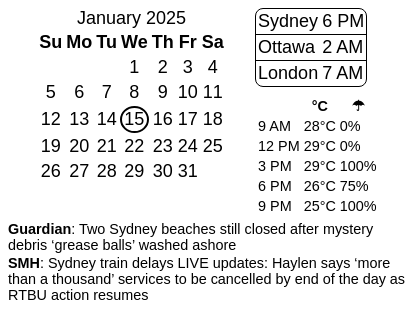 January 2025
Su Mo Tu We Th Fr Sa
1 2 3 4
5 6 7 8 9 10 11
12 13 14 15 16 17 18
19 20 21 22 23 24 25
26 27 28 29 30 31
Sydney 6 PM
Ottawa 2 AM
London 7 AM
°C ☂
9 AM 28°C 0%
12 PM 29°C 0%
3 PM 29°C 100%
6 PM 26°C 75%
9 PM 25°C 100%
Guardian: Two Sydney beaches still closed after mystery
debris ‘grease balls’ washed ashore
SMH: Sydney train delays LIVE updates: Haylen says ‘more
than a thousand’ services to be cancelled by end of the day as
RTBU action resumes